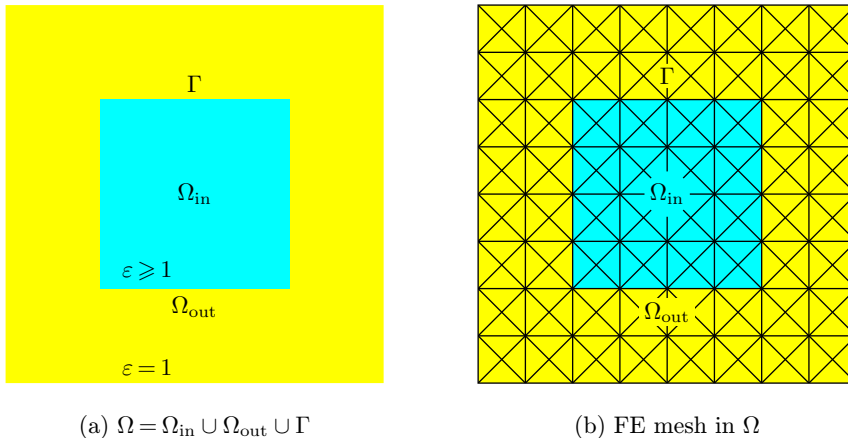 Γ
Ω_in
ε ⩾ 1
Ω_out
ε = 1
(a) Ω = Ω_in ∪ Ω_out ∪ Γ
Γ
Ω_in
Ω_out
(b) FE mesh in Ω